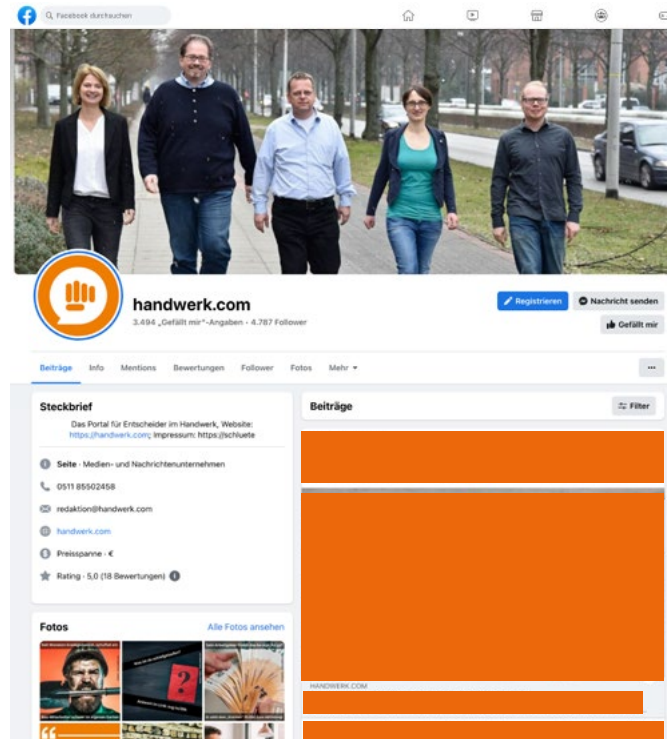 Facebook durchsuchen
handwerk.com
3.494 „Gefällt mir“-Angaben • 4.787 Follower
Registrieren
Nachricht senden
Gefällt mir
Beiträge Info Mentions Bewertungen Follower Fotos Mehr
Steckbrief
Das Portal für Entscheider im Handwerk, Website:
https://handwerk.com; Impressum: https://schluete
Seite · Medien- und Nachrichtenunternehmen
0511 85502458
redaktion@handwerk.com
handwerk.com
Preisspanne · €
Rating · 5,0 (18 Bewertungen)
Fotos
Alle Fotos ansehen
Beiträge
Filter
HANDWERK.COM